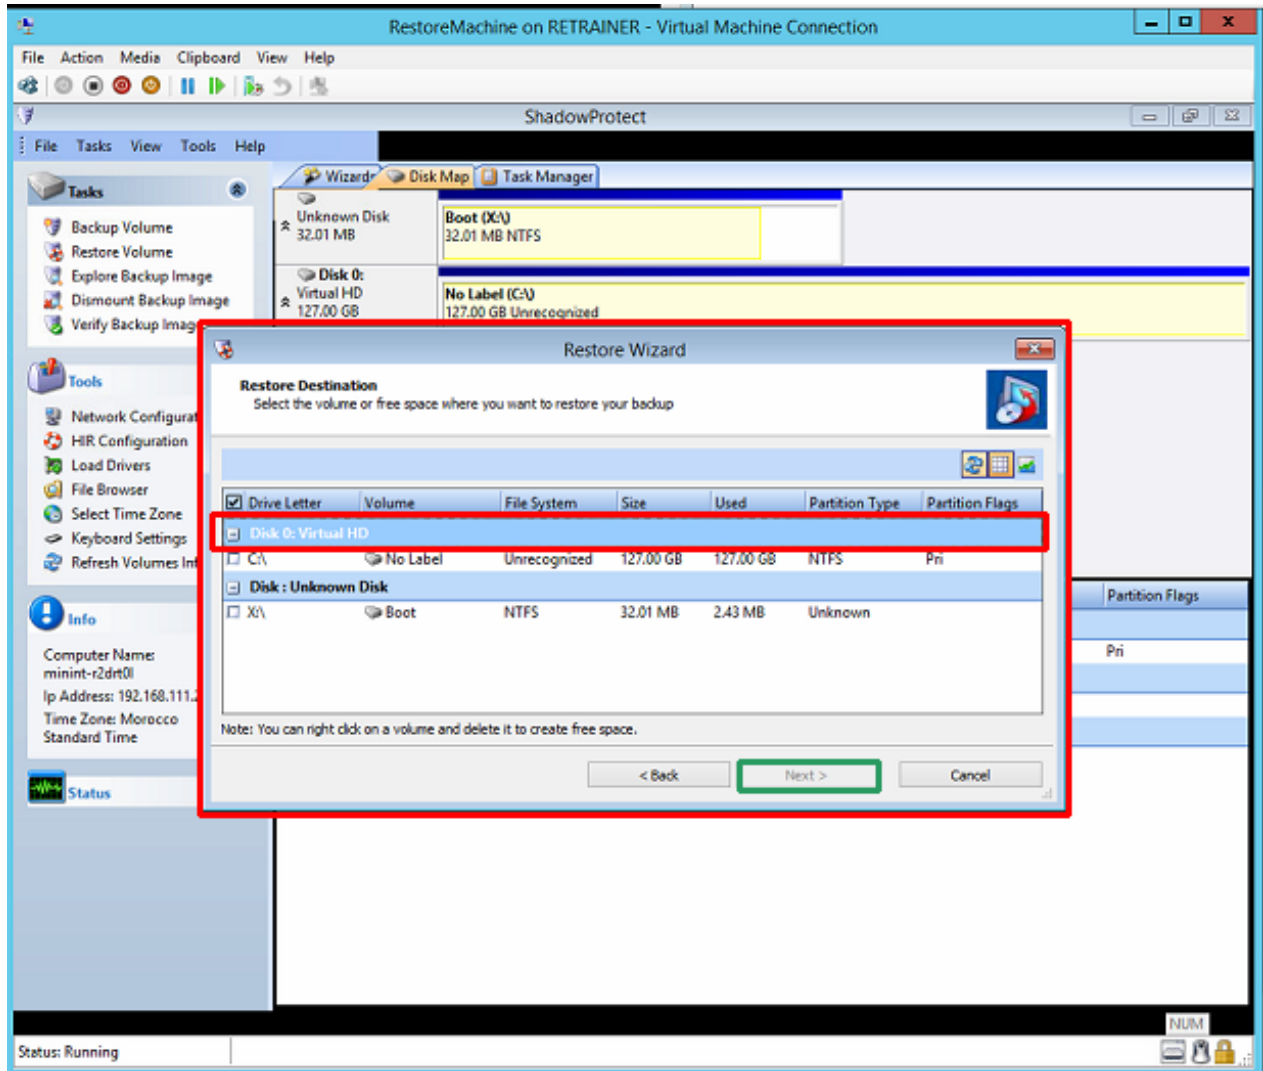 RestoreMachine on RETRAINER - Virtual Machine Connection
File Action Media Clipboard View Help
ShadowProtect
File Tasks View Tools Help
Wizards Disk Map Task Manager
Tasks
Backup Volume
Restore Volume
Explore Backup Image
Dismount Backup Image
Verify Backup Imag
Unknown Disk
32.01 MB
Boot (X:\)
32.01 MB NTFS
Disk 0:
Virtual HD
127.00 GB
No Label (C:\)
127.00 GB Unrecognized
Tools
Network Configurat
HIR Configuration
Load Drivers
File Browser
Select Time Zone
Keyboard Settings
Refresh Volumes Inf
Info
Computer Name:
minint-r2drt0l
Ip Address: 192.168.111.2
Time Zone: Morocco
Standard Time
Status
Restore Wizard
Restore Destination
Select the volume or free space where you want to restore your backup
Drive Letter Volume File System Size Used Partition Type Partition Flags
Disk 0: Virtual HD
C:\ No Label Unrecognized 127.00 GB 127.00 GB NTFS Pri
Disk : Unknown Disk
X:\ Boot NTFS 32.01 MB 2.43 MB Unknown
Note: You can right click on a volume and delete it to create free space.
< Back Next > Cancel
Partition Flags
Pri
NUM
Status: Running